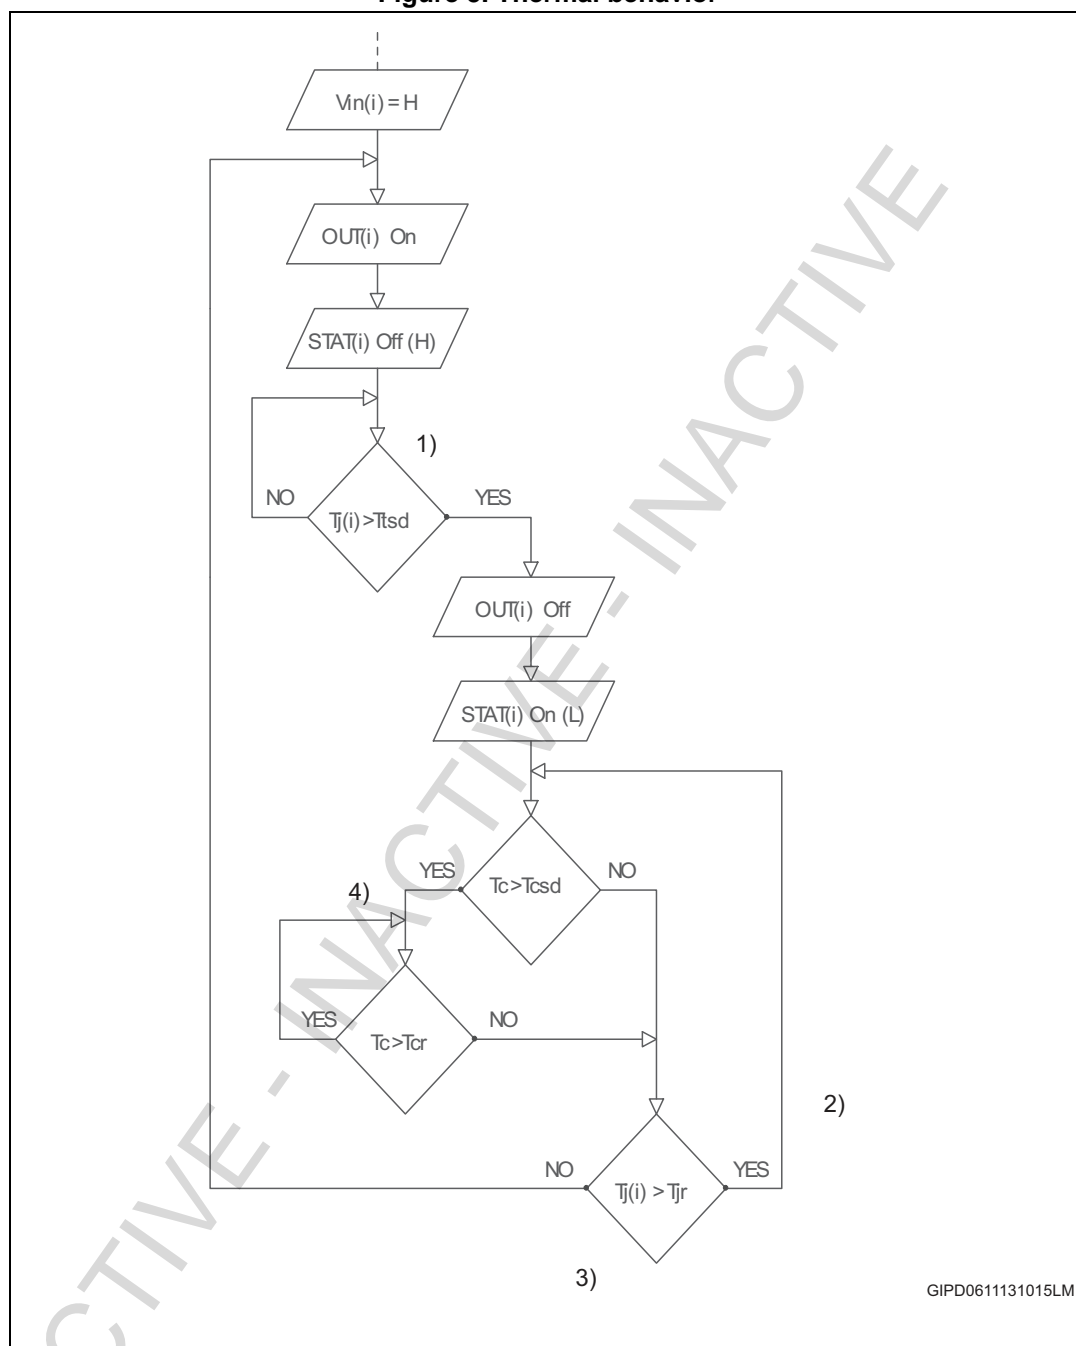 Figure 5. Thermal behavior
Vin(i) = H
OUT(i) On
STAT(i) Off (H)
1)
NO
YES
Tj(i) >Ttsd
OUT(i) Off
STAT(i) On (L)
YES
NO
Tc>Tcsd
4)
YES
NO
Tc>Tcr
2)
NO
YES
Tj(i) > Tjr
3)
GIPD0611131015LM
INACTIVE - INACTIVE - INACTIVE